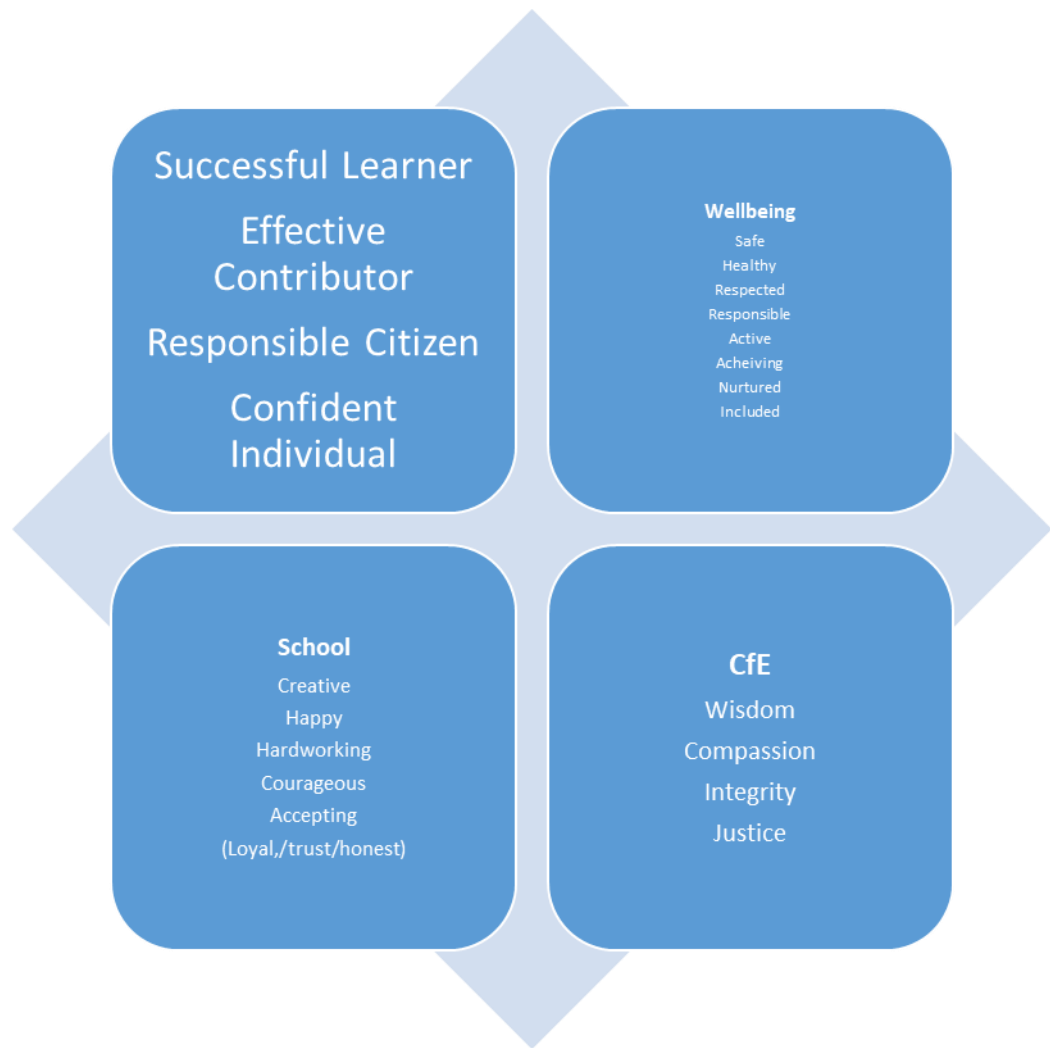 Successful Learner
Effective
Contributor
Responsible Citizen
Confident
Individual
Wellbeing
Safe
Healthy
Respected
Responsible
Active
Acheiving
Nurtured
Included
School
Creative
Happy
Hardworking
Courageous
Accepting
(Loyal,/trust/honest)
CfE
Wisdom
Compassion
Integrity
Justice